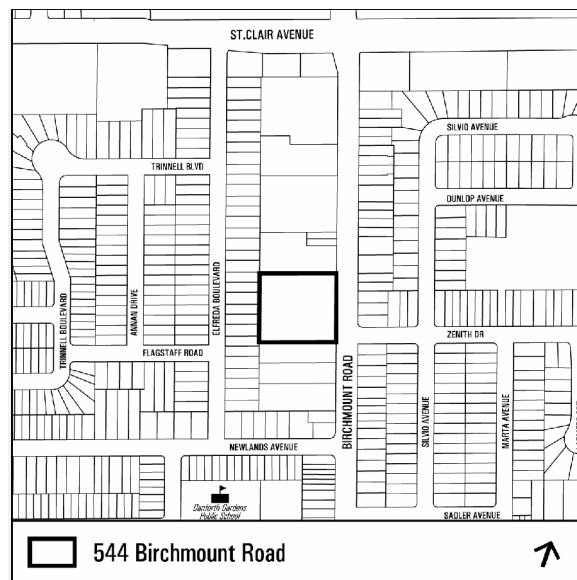 ST.CLAIR AVENUE
SILVIO AVENUE
TRINNELL BLVD
DUNLOP AVENUE
TRINNELL BOULEVARD
ANNAN DRIVE
ELFREDA BOULEVARD
ZENITH DR
FLAGSTAFF ROAD
BIRCHMOUNT ROAD
SILVIO AVENUE
MARTA AVENUE
NEWLANDS AVENUE
Danforth Gardens
Public School
SADLER AVENUE
544 Birchmount Road